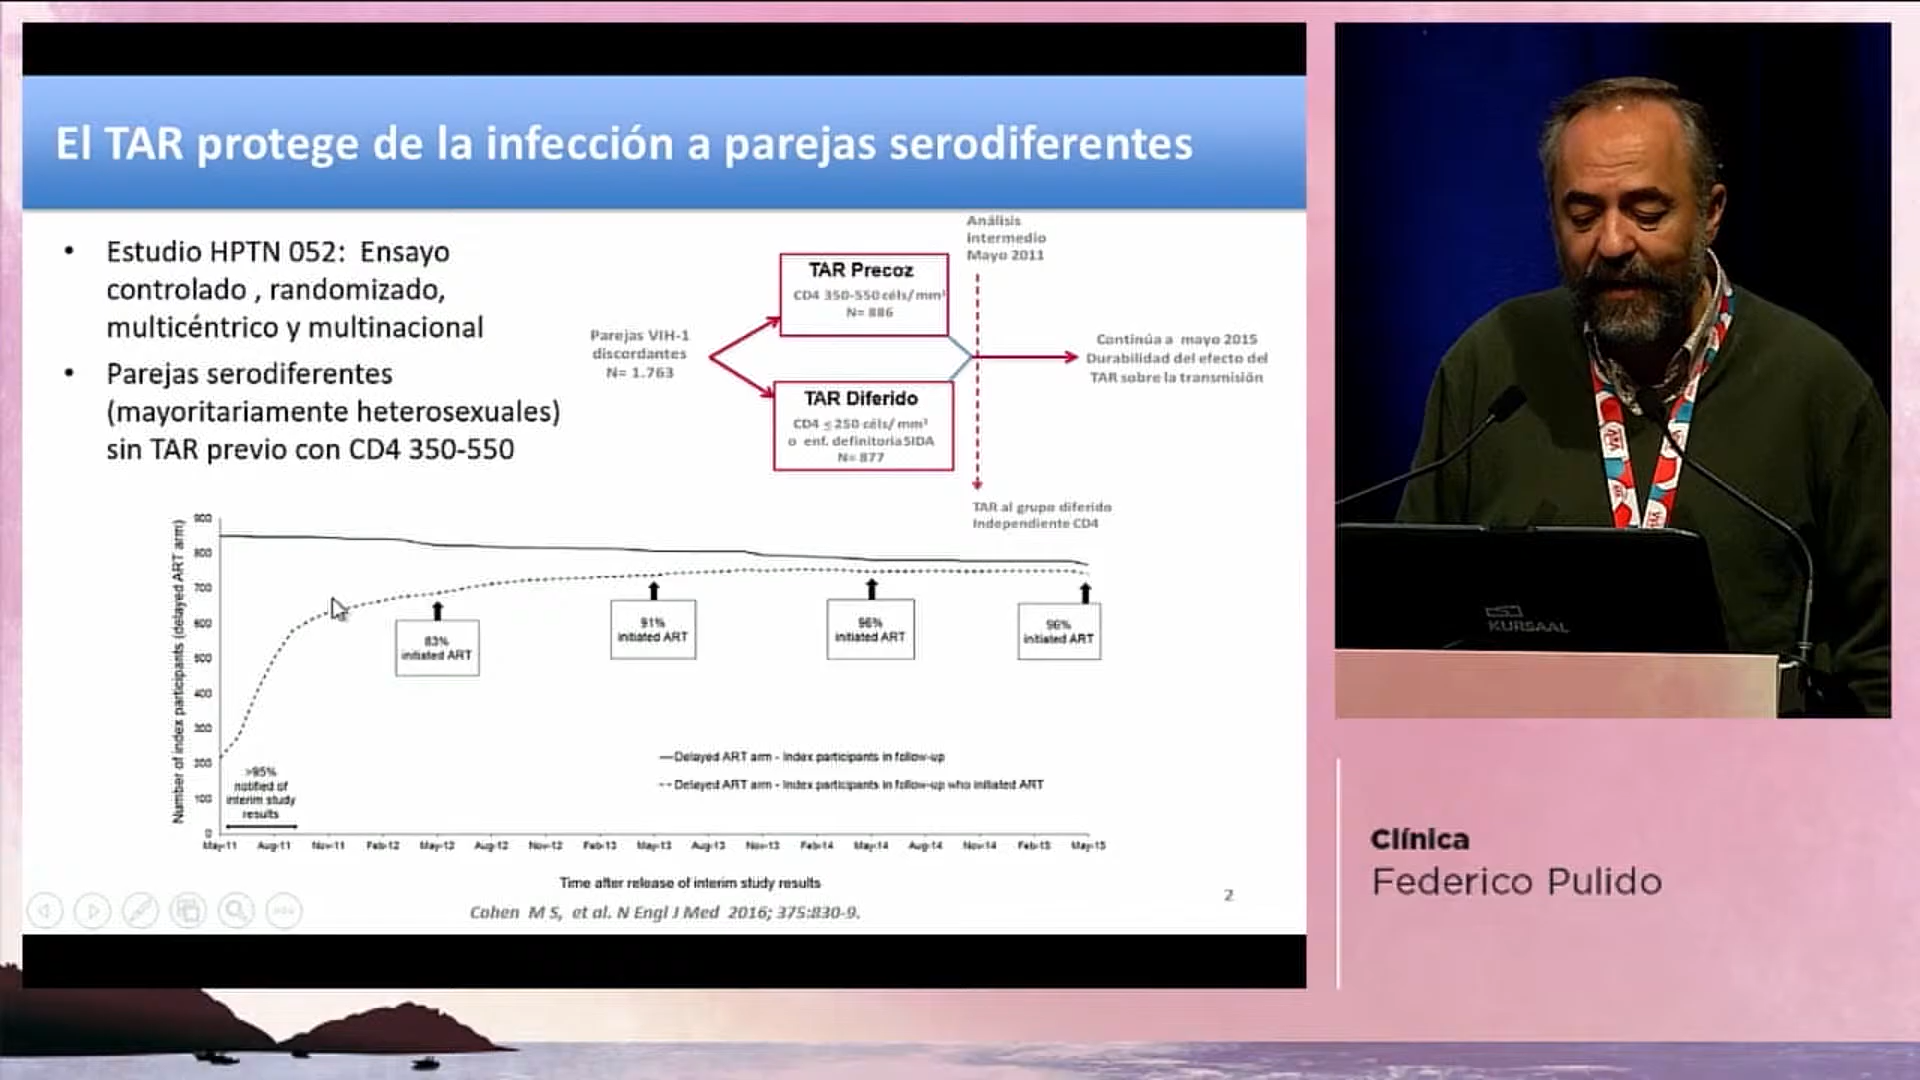 El TAR protege de la infección a parejas serodiferentes
• Estudio HPTN 052: Ensayo
controlado , randomizado,
multicéntrico y multinacional
• Parejas serodiferentes
(mayoritariamente heterosexuales)
sin TAR previo con CD4 350-550
Parejas VIH-1
discordantes
N= 1.763
TAR Precoz
CD4 350-550 céls/ mm³
N= 886
TAR Diferido
CD4 ≤ 250 céls/ mm³
o enf. definitoria SIDA
N= 877
Análisis
intermedio
Mayo 2011
Continúa a mayo 2015
Durabilidad del efecto del
TAR sobre la transmisión
TAR al grupo diferido
Independiente CD4
Number of index participants (delayed ART arm)
900
800
700
600
500
400
300
200
100
0
83%
initiated ART
91%
initiated ART
96%
initiated ART
96%
initiated ART
>95%
notified of
interim study
results
Delayed ART arm - Index participants in follow-up
Delayed ART arm - Index participants in follow-up who initiated ART
May-11 Aug-11 Nov-11 Feb-12 May-12 Aug-12 Nov-12 Feb-13 May-13 Aug-13 Nov-13 Feb-14 May-14 Aug-14 Nov-14 Feb-15 May-15
Time after release of interim study results
Cohen M S, et al. N Engl J Med 2016; 375:830-9.
2
KURSAAL
Clínica
Federico Pulido